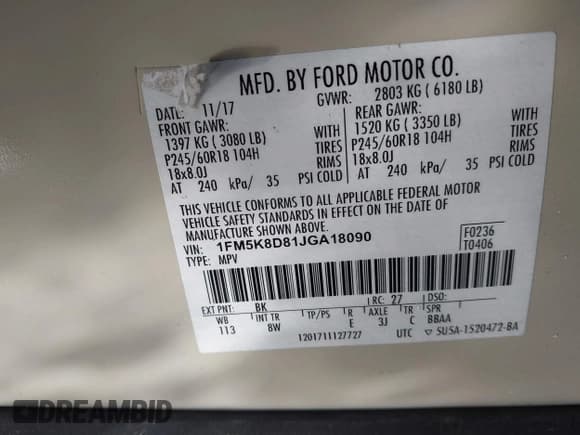 MFD. BY FORD MOTOR CO.
DATE: 11/17 GVWR: 2803 KG ( 6180 LB)
FRONT GAWR: REAR GAWR:
1397 KG ( 3080 LB) WITH 1520 KG ( 3350 LB) WITH
P245/60R18 104H TIRES P245/60R18 104H TIRES
18x8.0J RIMS 18x8.0J RIMS
AT 240 kPa/ 35 PSI COLD AT 240 kPa/ 35 PSI COLD
THIS VEHICLE CONFORMS TO ALL APPLICABLE FEDERAL MOTOR
VEHICLE SAFETY STANDARDS IN EFFECT ON THE DATE OF
MANUFACTURE SHOWN ABOVE.
VIN: 1FM5K8D81JGA18090 F0236
TYPE: MPV T0406
EXT PNT: BK RC: 27 DSO:
WB INT TR TP/PS R AXLE TR SPR
113 8W E 3J C BBAA
1201711127727 UTC ▽ 5U5A-1520472-BA
DREAMBID